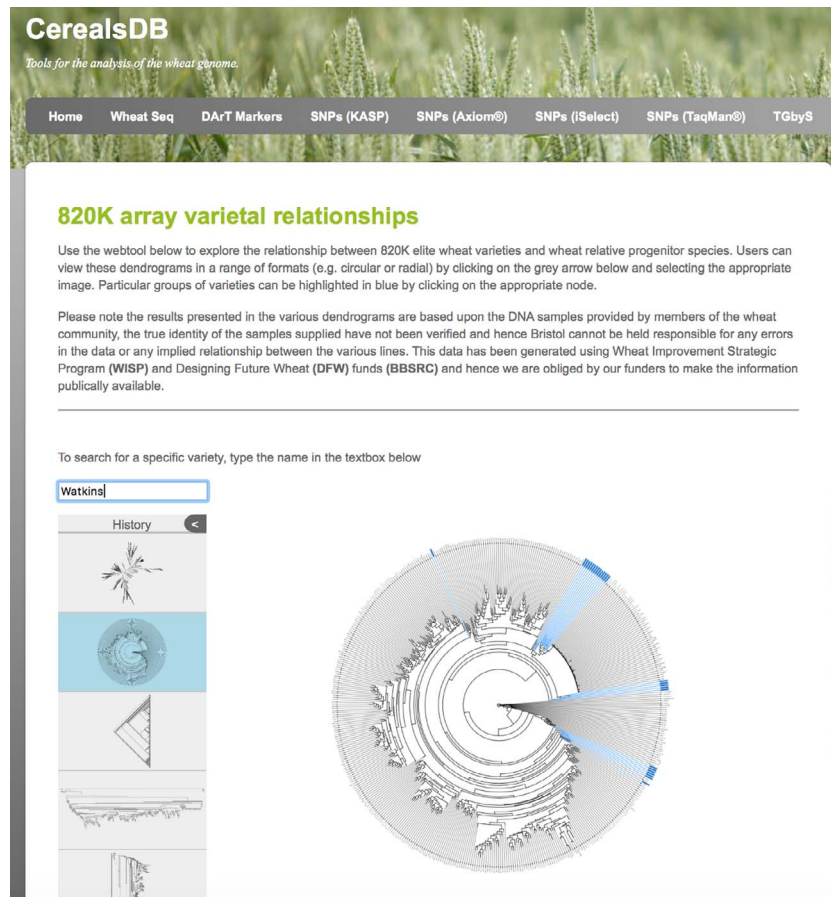 CerealsDB
Tools for the analysis of the wheat genome.
Home Wheat Seq DArT Markers SNPs (KASP) SNPs (Axiom®) SNPs (iSelect) SNPs (TaqMan®) TGbyS
820K array varietal relationships
Use the webtool below to explore the relationship between 820K elite wheat varieties and wheat relative progenitor species. Users can
view these dendrograms in a range of formats (e.g. circular or radial) by clicking on the grey arrow below and selecting the appropriate
image. Particular groups of varieties can be highlighted in blue by clicking on the appropriate node.
Please note the results presented in the various dendrograms are based upon the DNA samples provided by members of the wheat
community, the true identity of the samples supplied have not been verified and hence Bristol cannot be held responsible for any errors
in the data or any implied relationship between the various lines. This data has been generated using Wheat Improvement Strategic
Program (WISP) and Designing Future Wheat (DFW) funds (BBSRC) and hence we are obliged by our funders to make the information
publically available.
To search for a specific variety, type the name in the textbox below
Watkins
History <